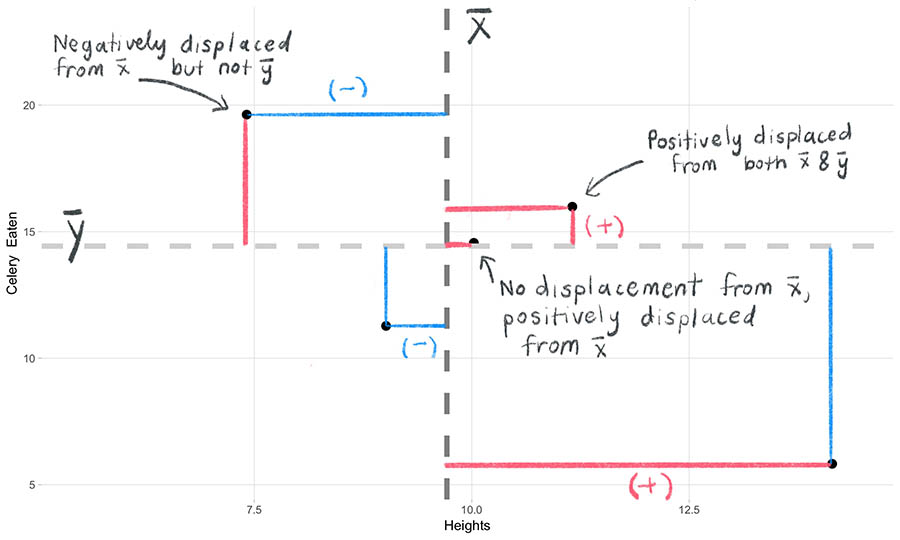 X̅
Negatively displaced
from x̅ but not y̅
(-)
20
Positively displaced
from both x̅ & y̅
(+)
15
y̅
Celery Eaten
No displacement from x̅,
positively displaced
from x̅
(-)
10
(+)
5
7.5
10.0
12.5
Heights